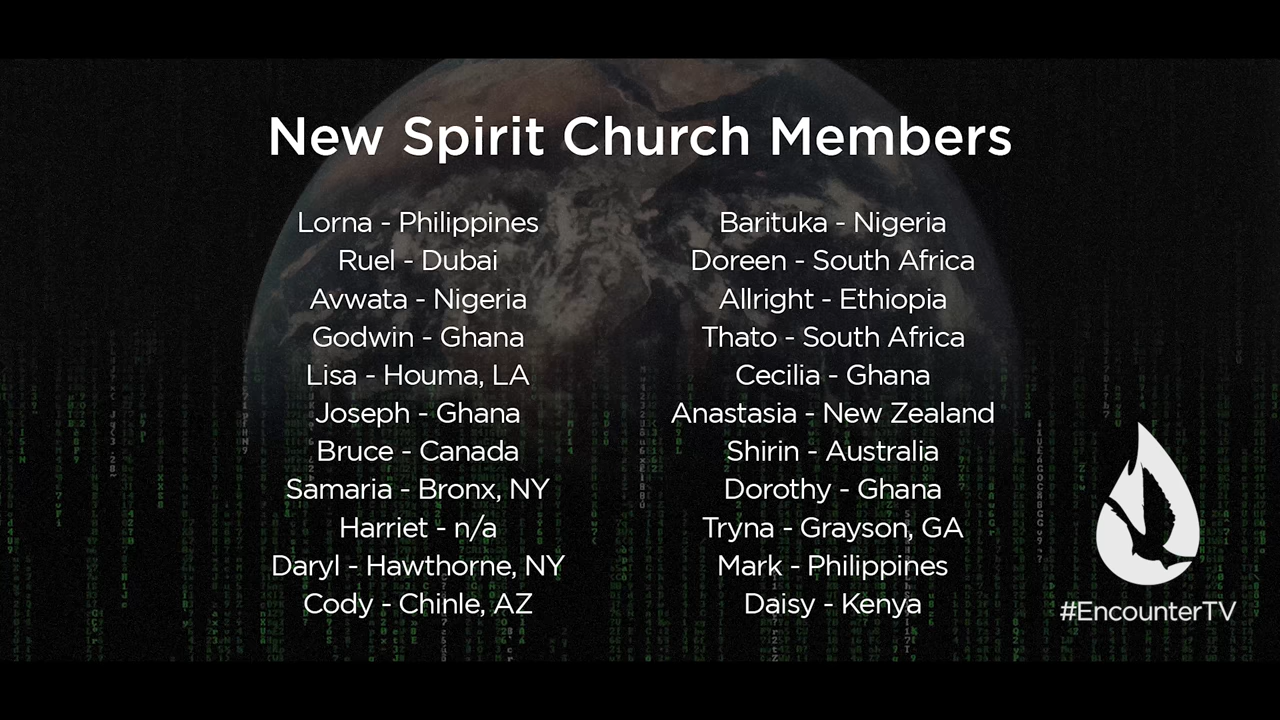 New Spirit Church Members
Lorna - Philippines
Ruel - Dubai
Avwata - Nigeria
Godwin - Ghana
Lisa - Houma, LA
Joseph - Ghana
Bruce - Canada
Samaria - Bronx, NY
Harriet - n/a
Daryl - Hawthorne, NY
Cody - Chinle, AZ
Barituka - Nigeria
Doreen - South Africa
Allright - Ethiopia
Thato - South Africa
Cecilia - Ghana
Anastasia - New Zealand
Shirin - Australia
Dorothy - Ghana
Tryna - Grayson, GA
Mark - Philippines
Daisy - Kenya
#EncounterTV